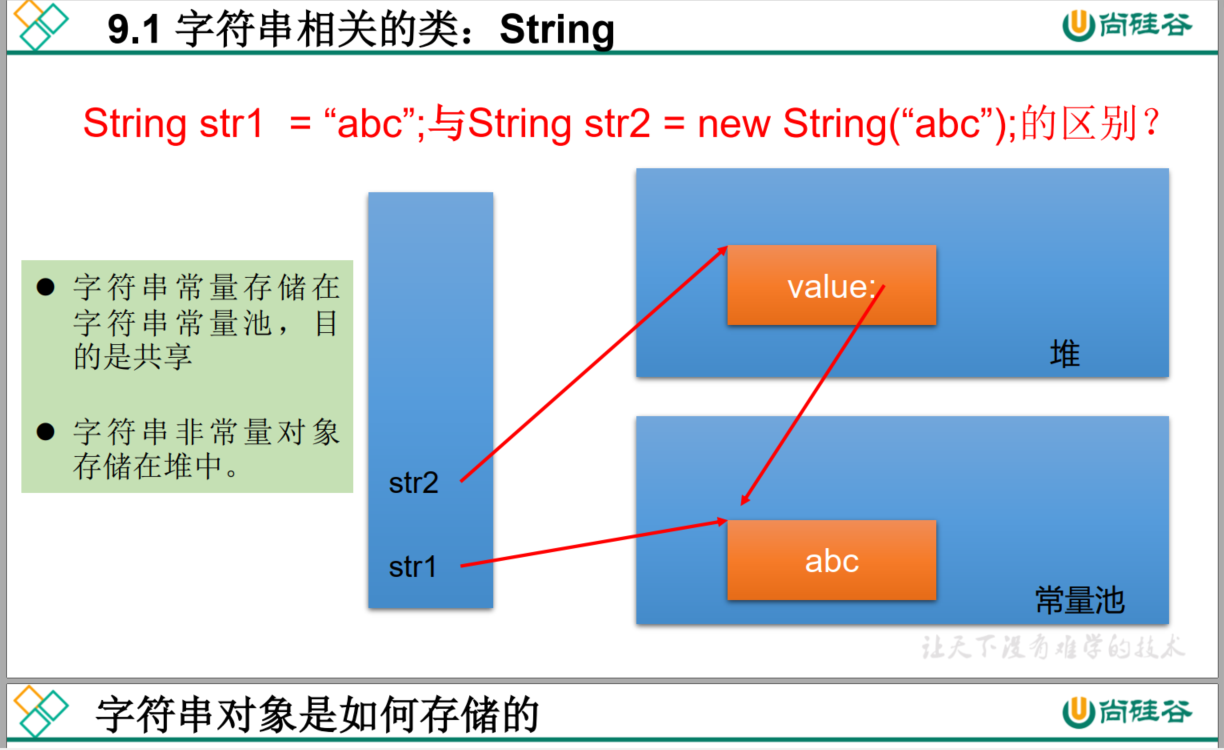 9.1 字符串相关的类：String
尚硅谷
String str1 = “abc”;与String str2 = new String(“abc”);的区别？
● 字符串常量存储在
字符串常量池，目
的是共享
● 字符串非常量对象
存储在堆中。
str2
str1
value:
堆
abc
常量池
让天下没有难学的技术
字符串对象是如何存储的
尚硅谷